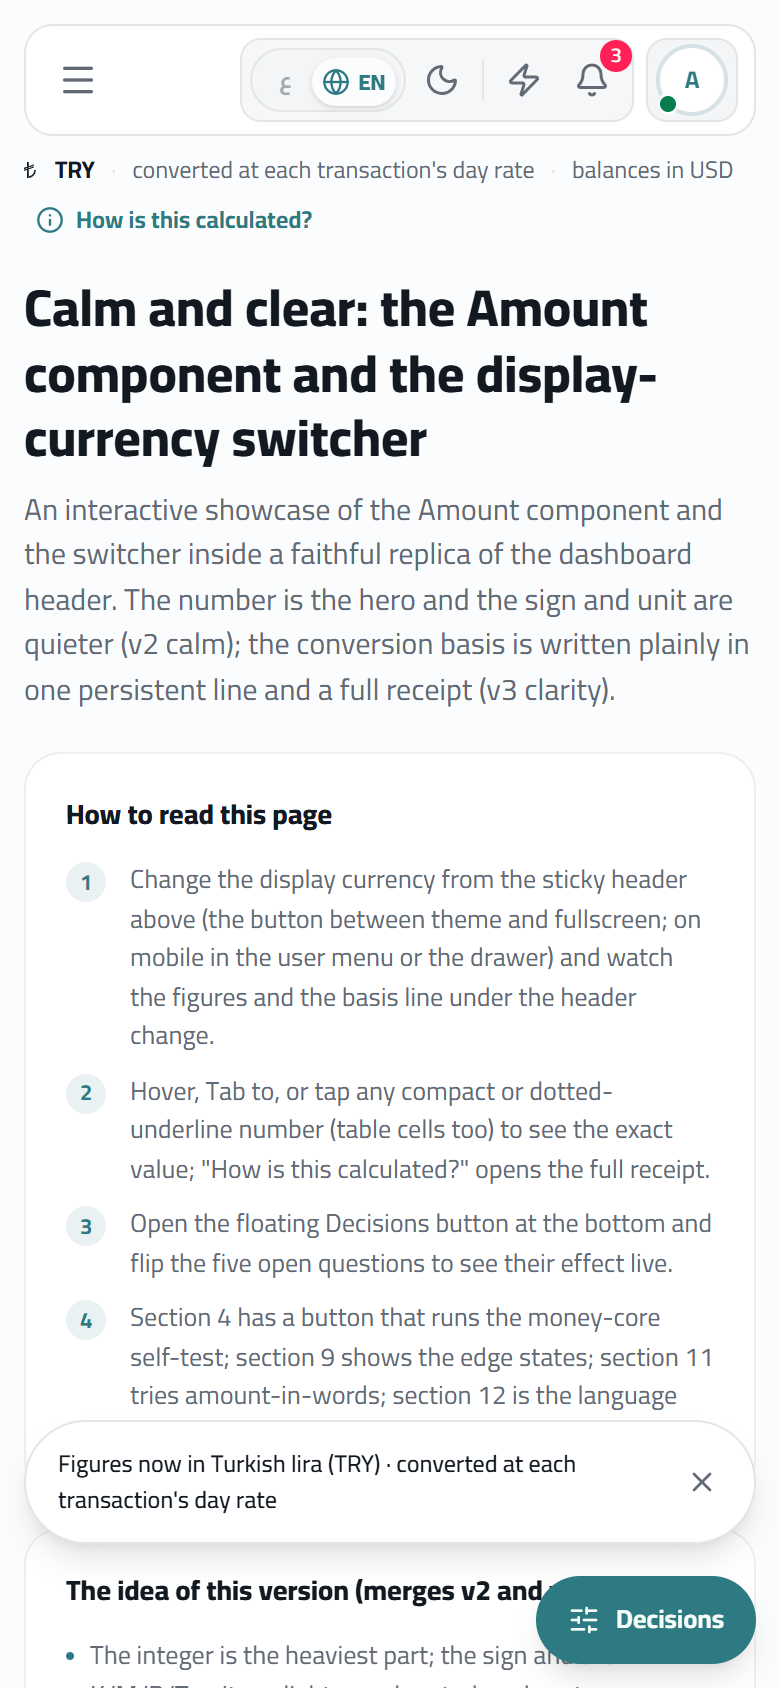 ع EN 3 A
₺ TRY · converted at each transaction's day rate · balances in USD
How is this calculated?
Calm and clear: the Amount
component and the display-
currency switcher
An interactive showcase of the Amount component and
the switcher inside a faithful replica of the dashboard
header. The number is the hero and the sign and unit are
quieter (v2 calm); the conversion basis is written plainly in
one persistent line and a full receipt (v3 clarity).
How to read this page
1 Change the display currency from the sticky header
above (the button between theme and fullscreen; on
mobile in the user menu or the drawer) and watch
the figures and the basis line under the header
change.
2 Hover, Tab to, or tap any compact or dotted-
underline number (table cells too) to see the exact
value; "How is this calculated?" opens the full receipt.
3 Open the floating Decisions button at the bottom and
flip the five open questions to see their effect live.
4 Section 4 has a button that runs the money-core
self-test; section 9 shows the edge states; section 11
tries amount-in-words; section 12 is the language
Figures now in Turkish lira (TRY) · converted at each
transaction's day rate
The idea of this version (merges v2 and
Decisions
• The integer is the heaviest part; the sign